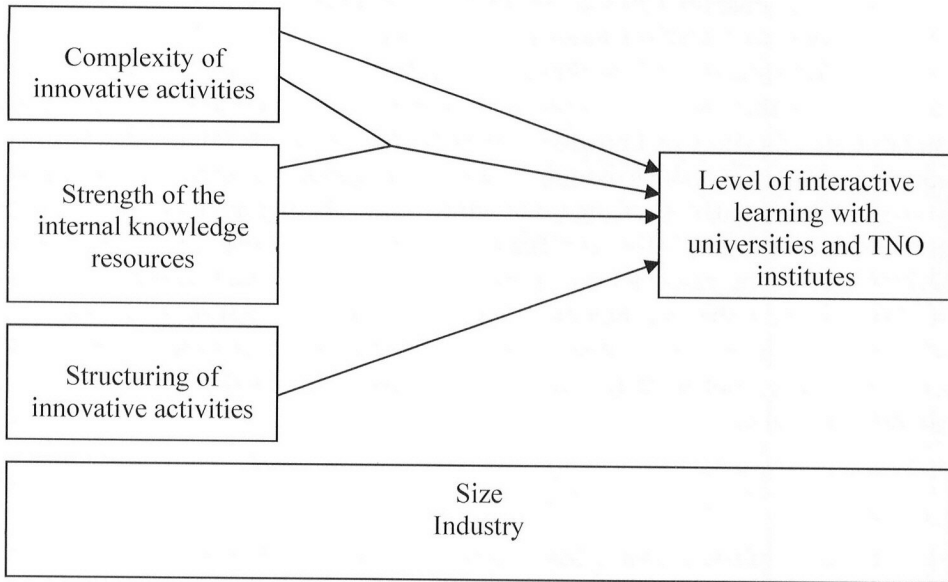 Complexity of
innovative activities
Strength of the
internal knowledge
resources
Level of interactive
learning with
universities and TNO
institutes
Structuring of
innovative activities
Size
Industry